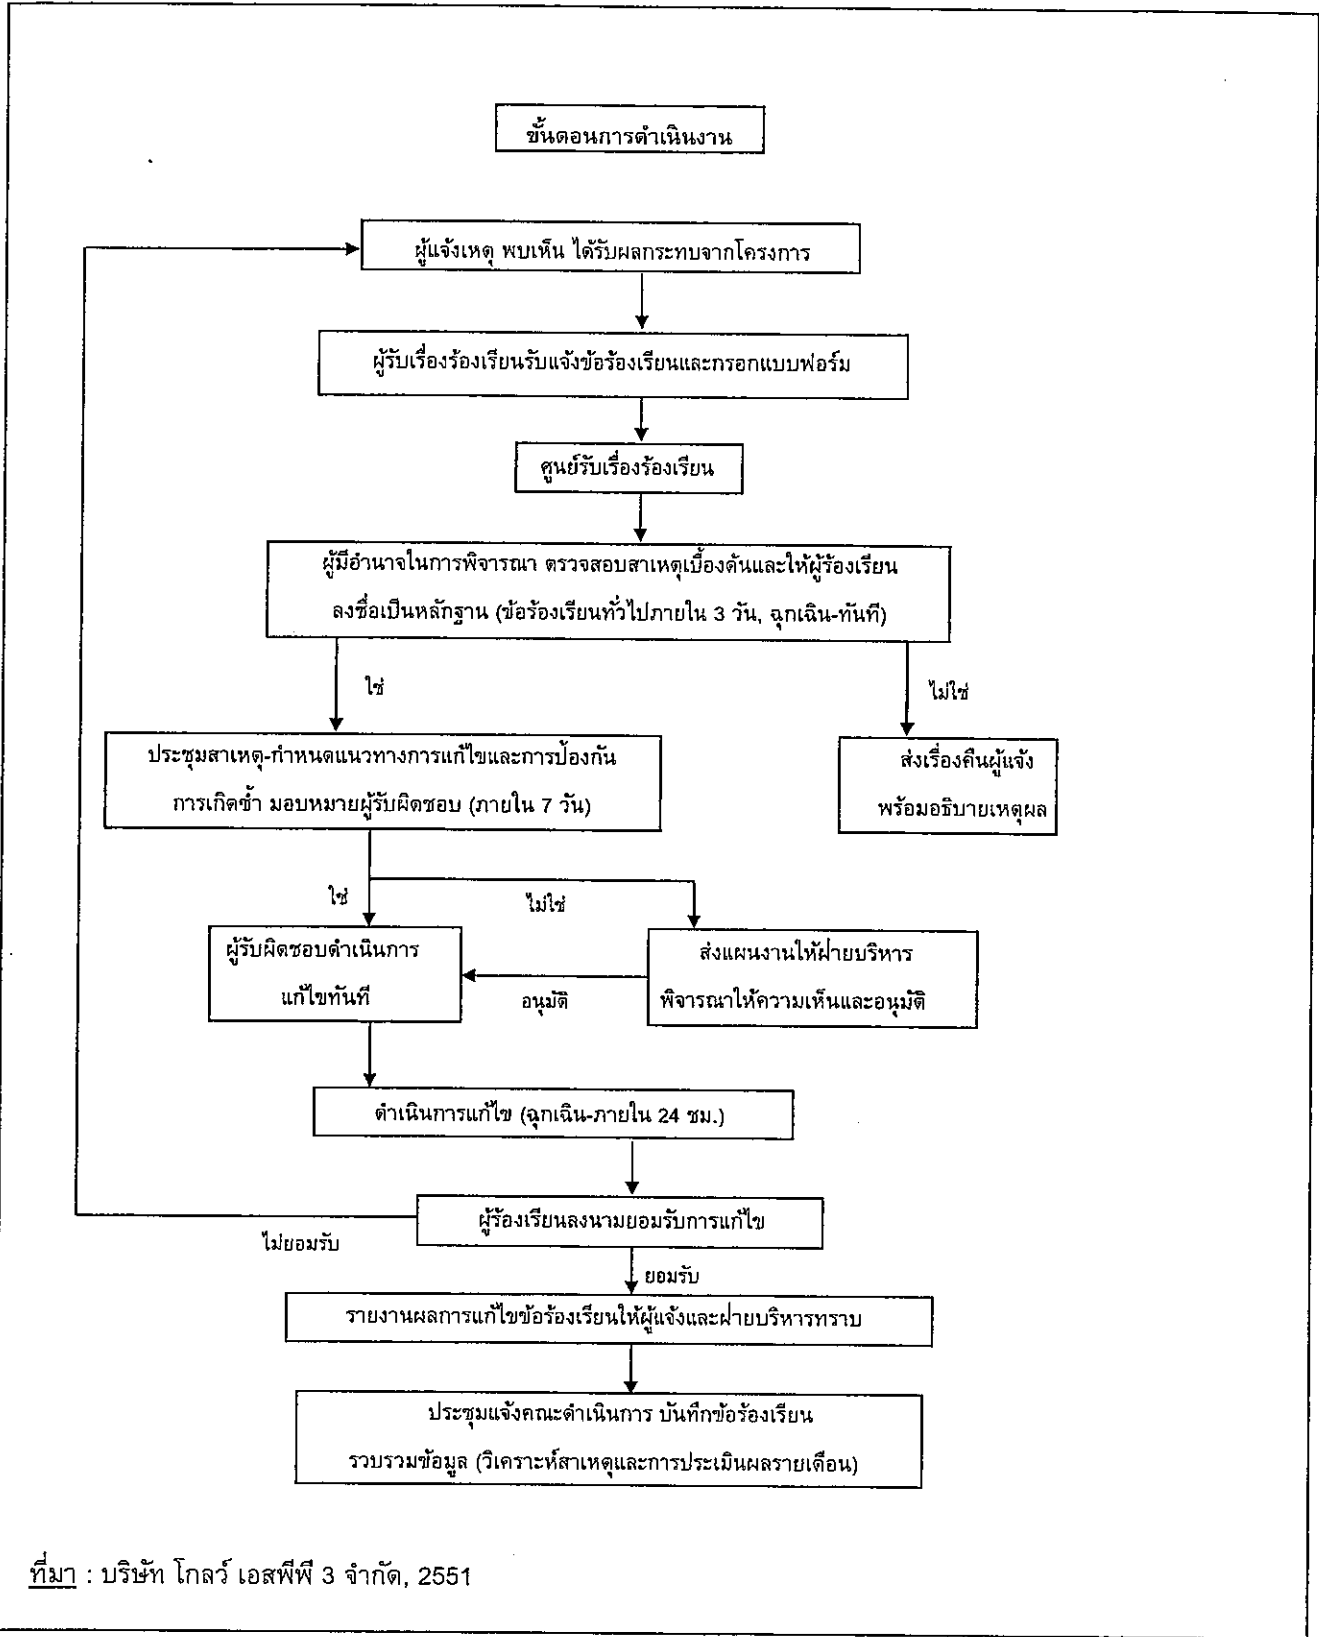 ขั้นตอนการดำเนินงาน
ผู้แจ้งเหตุ พบเห็น ได้รับผลกระทบจากโครงการ
ผู้รับเรื่องร้องเรียนรับแจ้งข้อร้องเรียนและกรอกแบบฟอร์ม
ศูนย์รับเรื่องร้องเรียน
ผู้มีอำนาจในการพิจารณา ตรวจสอบสาเหตุเบื้องต้นและให้ผู้ร้องเรียน
ลงชื่อเป็นหลักฐาน (ข้อร้องเรียนทั่วไปภายใน 3 วัน, ฉุกเฉิน-ทันที)
ใช่
ไม่ใช่
ประชุมสาเหตุ-กำหนดแนวทางการแก้ไขและการป้องกัน
การเกิดซ้ำ มอบหมายผู้รับผิดชอบ (ภายใน 7 วัน)
ส่งเรื่องคืนผู้แจ้ง
พร้อมอธิบายเหตุผล
ใช่
ไม่ใช่
ผู้รับผิดชอบดำเนินการ
แก้ไขทันที
อนุมัติ
ส่งแผนงานให้ฝ่ายบริหาร
พิจารณาให้ความเห็นและอนุมัติ
ดำเนินการแก้ไข (ฉุกเฉิน-ภายใน 24 ชม.)
ผู้ร้องเรียนลงนามยอมรับการแก้ไข
ไม่ยอมรับ
ยอมรับ
รายงานผลการแก้ไขข้อร้องเรียนให้ผู้แจ้งและฝ่ายบริหารทราบ
ประชุมแจ้งคณะดำเนินการ บันทึกข้อร้องเรียน
รวบรวมข้อมูล (วิเคราะห์สาเหตุและการประเมินผลรายเดือน)
ที่มา : บริษัท โกลว์ เอสพีพี 3 จำกัด, 2551